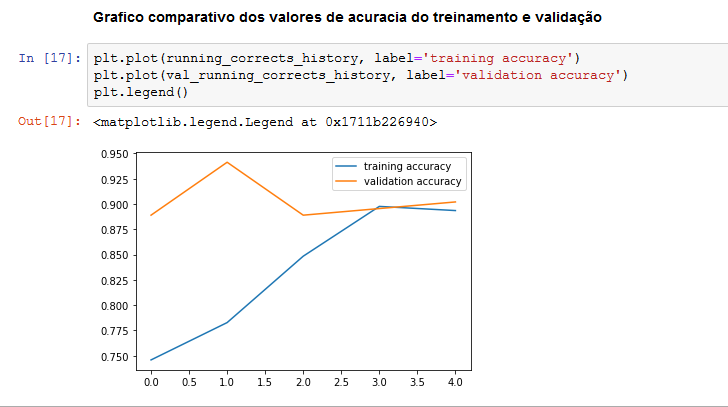 Grafico comparativo dos valores de acuracia do treinamento e validação
In [17]: plt.plot(running_corrects_history, label='training accuracy')
plt.plot(val_running_corrects_history, label='validation accuracy')
plt.legend()
Out[17]: <matplotlib.legend.Legend at 0x1711b226940>
0.950
training accuracy
validation accuracy
0.925
0.900
0.875
0.850
0.825
0.800
0.775
0.750
0.0 0.5 1.0 1.5 2.0 2.5 3.0 3.5 4.0